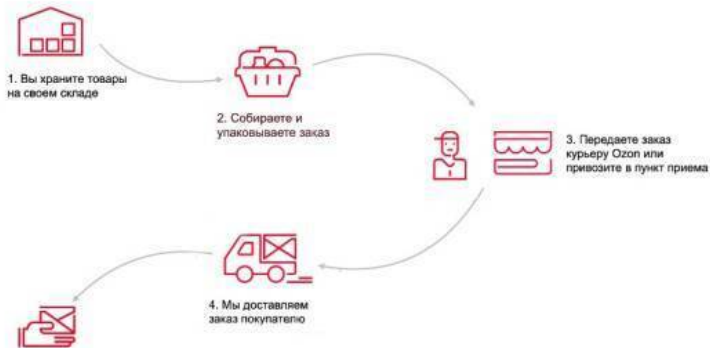 1. Вы храните товары
на своем складе
2. Собираете и
упаковываете заказ
3. Передаете заказ
курьеру Ozon или
привозите в пункт приема
4. Мы доставляем
заказ покупателю